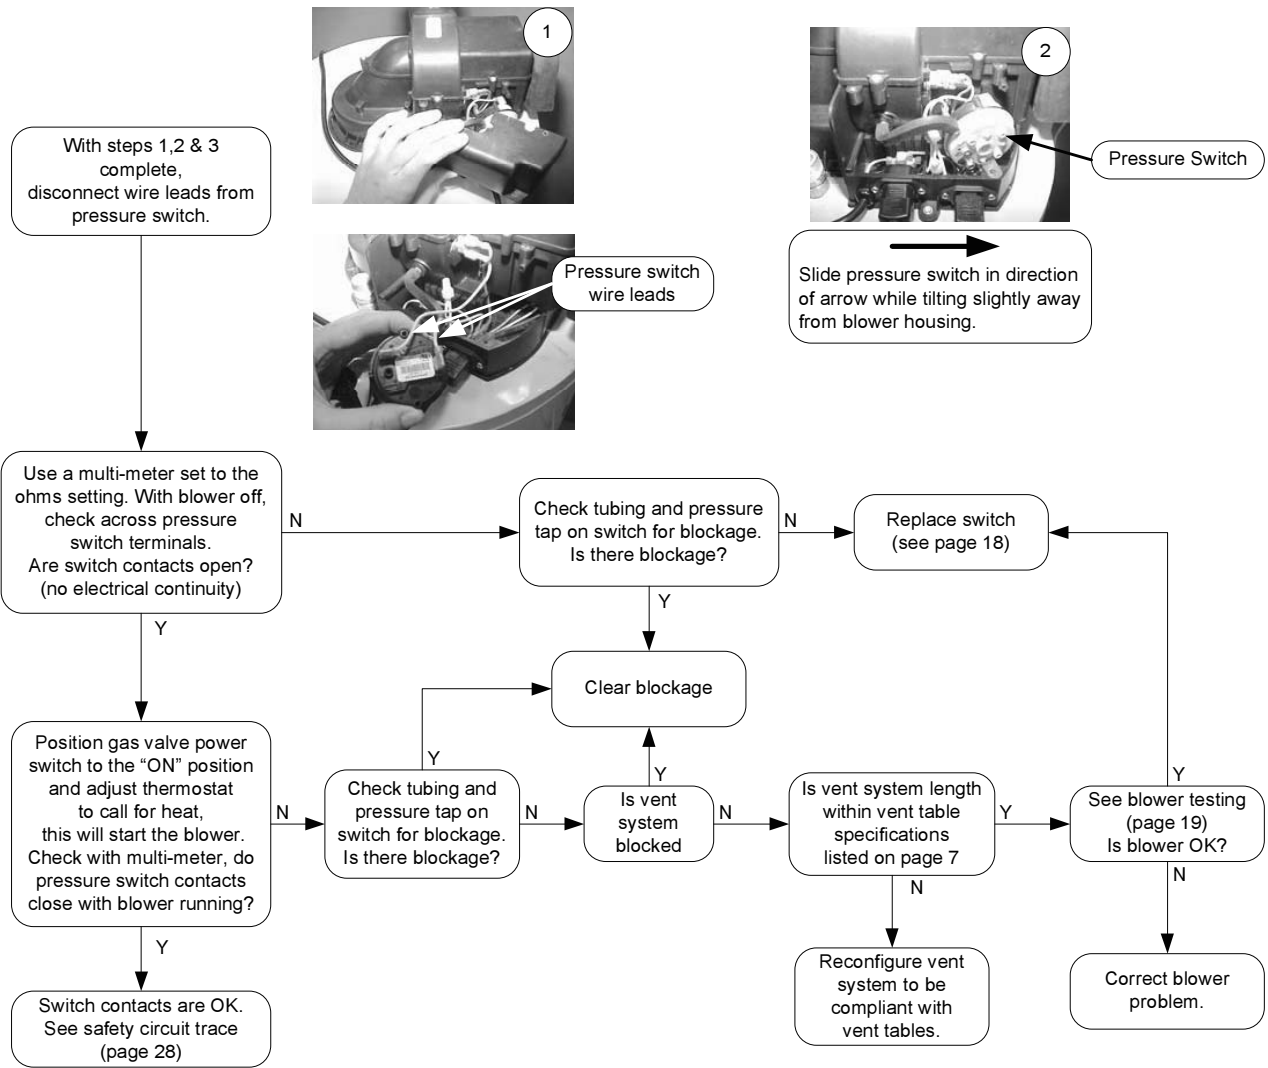 1
2
With steps 1,2 & 3
complete,
disconnect wire leads from
pressure switch.
Pressure Switch
Pressure switch
wire leads
Slide pressure switch in direction
of arrow while tilting slightly away
from blower housing.
Use a multi-meter set to the
ohms setting. With blower off,
check across pressure
switch terminals.
Are switch contacts open?
(no electrical continuity)
N
Check tubing and pressure
tap on switch for blockage.
Is there blockage?
N
Replace switch
(see page 18)
Y
Y
Clear blockage
Position gas valve power
switch to the “ON” position
and adjust thermostat
to call for heat,
this will start the blower.
Check with multi-meter, do
pressure switch contacts
close with blower running?
N
Y
Check tubing and
pressure tap on
switch for blockage.
Is there blockage?
N
Y
Is vent
system
blocked
N
Is vent system length
within vent table
specifications
listed on page 7
Y
Y
See blower testing
(page 19)
Is blower OK?
N
N
Y
Switch contacts are OK.
See safety circuit trace
(page 28)
Reconfigure vent
system to be
compliant with
vent tables.
Correct blower
problem.